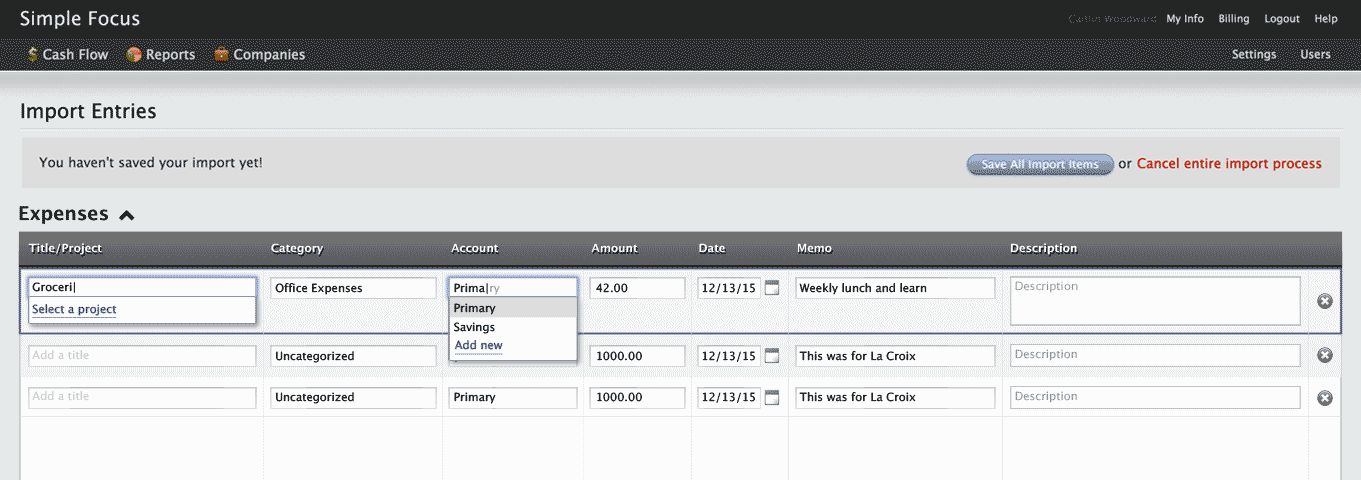 Simple Focus
Caitlin Woodward My Info Billing Logout Help
Cash Flow Reports Companies Settings Users
Import Entries
You haven't saved your import yet! Save All Import Items or Cancel entire import process
Expenses
Title/Project Category Account Amount Date Memo Description
Groceri Office Expenses Primary 42.00 12/13/15 Weekly lunch and learn Description
Select a project Primary
Savings
Add new
Add a title Uncategorized 1000.00 12/13/15 This was for La Croix Description
Add a title Uncategorized Primary 1000.00 12/13/15 This was for La Croix Description